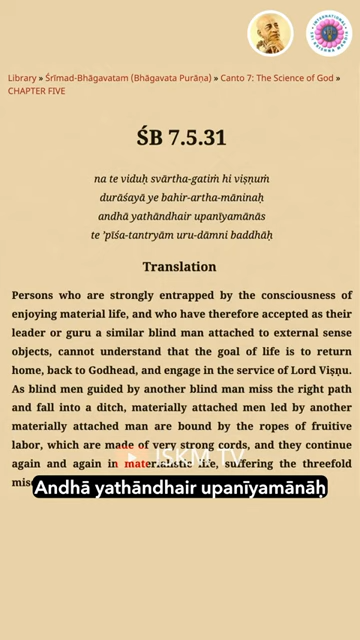 Library » Śrīmad-Bhāgavatam (Bhāgavata Purāṇa) » Canto 7: The Science of God »
CHAPTER FIVE
ŚB 7.5.31
na te viduḥ svārtha-gatiṁ hi viṣṇuṁ
durāśayā ye bahir-artha-māninaḥ
andhā yathāndhair upanīyamānās
te 'pīśa-tantryām uru-dāmni baddhāḥ
Translation
Persons who are strongly entrapped by the consciousness of
enjoying material life, and who have therefore accepted as their
leader or guru a similar blind man attached to external sense
objects, cannot understand that the goal of life is to return
home, back to Godhead, and engage in the service of Lord Viṣṇu.
As blind men guided by another blind man miss the right path
and fall into a ditch, materially attached men led by another
materially attached man are bound by the ropes of fruitive
labor, which are made of very strong cords, and they continue
again and again in materialistic life, suffering the threefold
ISKM TV
Andhā yathāndhair upanīyamānāḥ